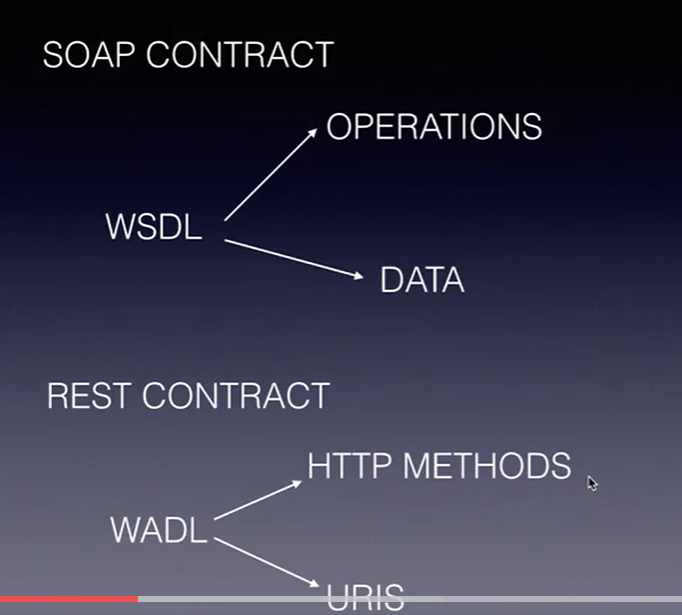 SOAP CONTRACT
OPERATIONS
WSDL
DATA
REST CONTRACT
HTTP METHODS
WADL
URIS